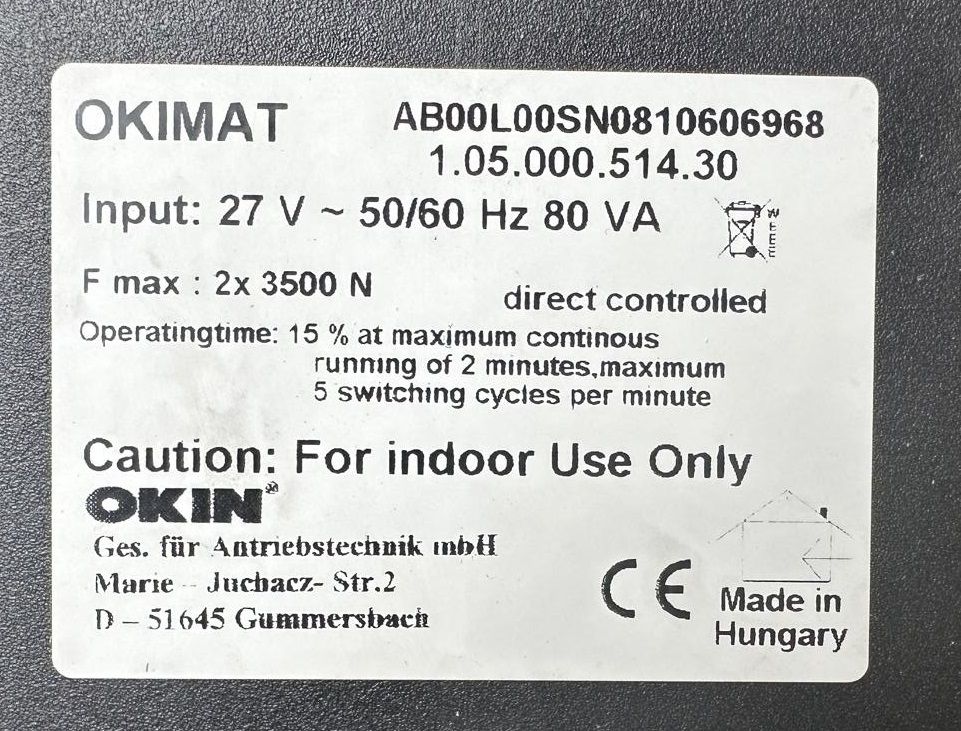 OKIMAT AB00L00SN0810606968
1.05.000.514.30
Input: 27 V ~ 50/60 Hz 80 VA
WEEE
F max : 2x 3500 N
direct controlled
Operatingtime: 15 % at maximum continous
running of 2 minutes,maximum
5 switching cycles per minute
Caution: For indoor Use Only
OKIN®
Ges. für Antriebstechnik mbH
Marie - Juchacz- Str.2
D – 51645 Gummersbach
CE
Made in
Hungary